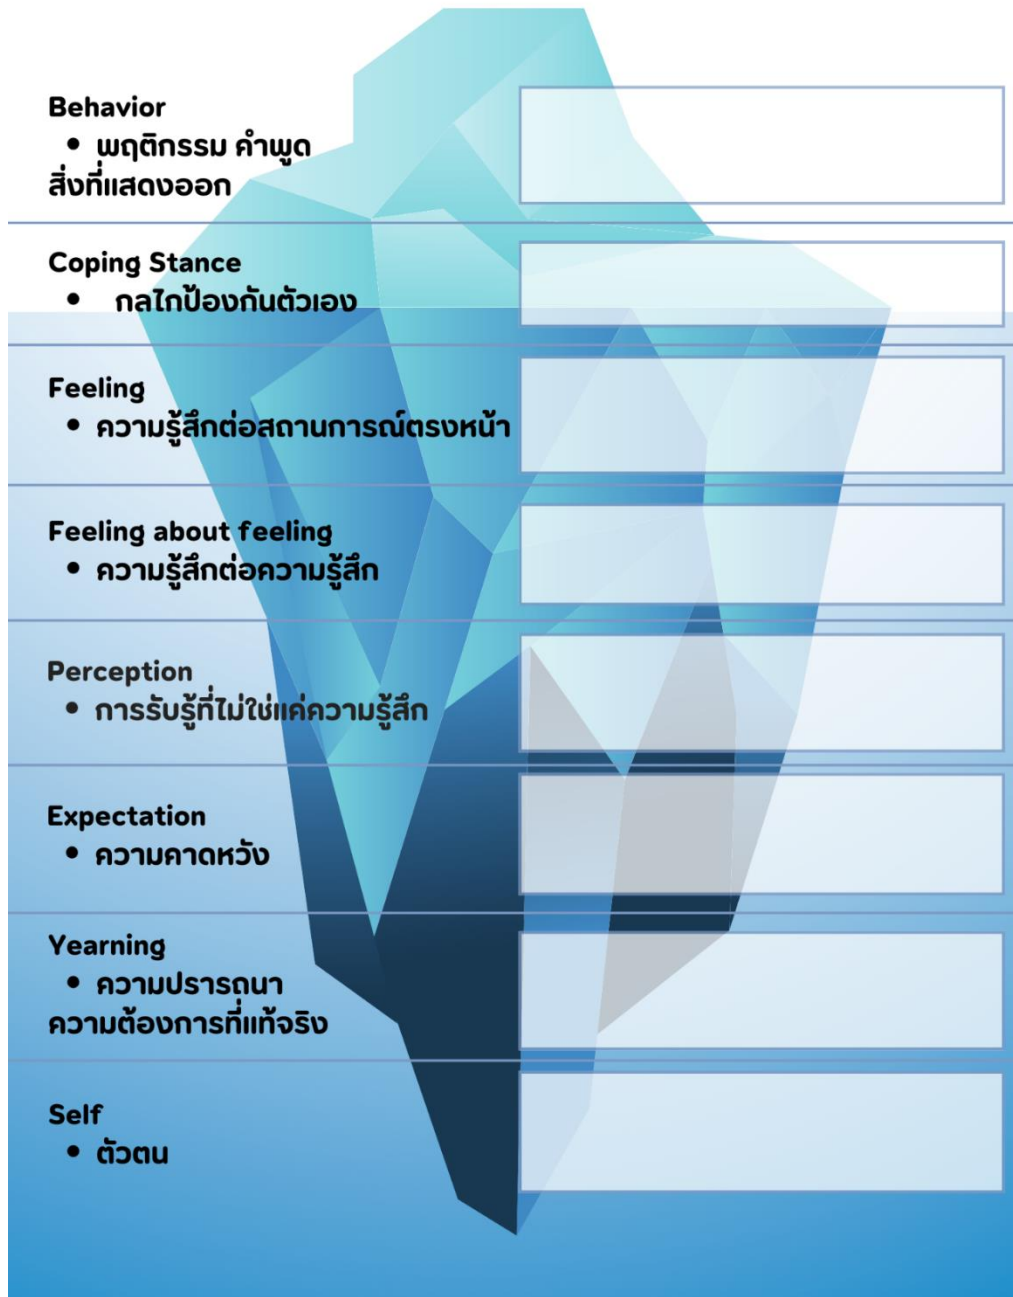 Behavior
• พฤติกรรม คำพูด
สิ่งที่แสดงออก
Coping Stance
• กลไกป้องกันตัวเอง
Feeling
• ความรู้สึกต่อสถานการณ์ตรงหน้า
Feeling about feeling
• ความรู้สึกต่อความรู้สึก
Perception
• การรับรู้ที่ไม่ใช่แค่ความรู้สึก
Expectation
• ความคาดหวัง
Yearning
• ความปรารถนา
ความต้องการที่แท้จริง
Self
• ตัวตน